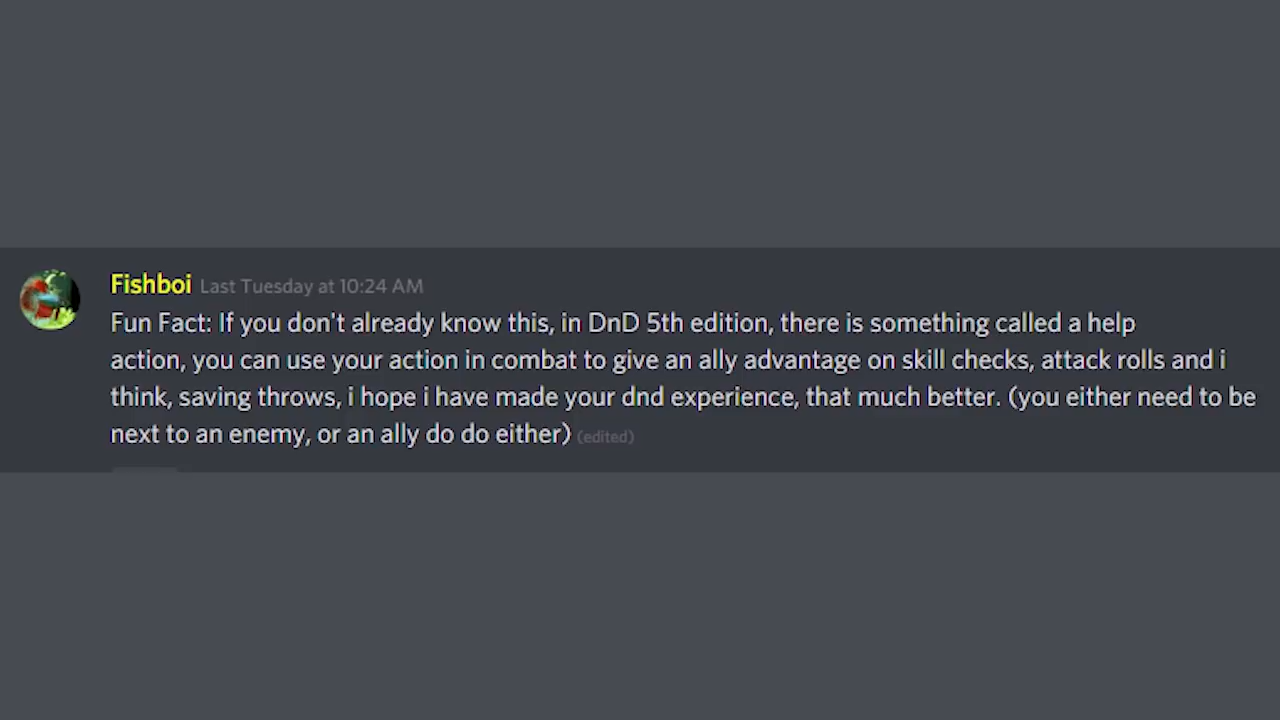 Fishboi Last Tuesday at 10:24 AM
Fun Fact: If you don't already know this, in DnD 5th edition, there is something called a help
action, you can use your action in combat to give an ally advantage on skill checks, attack rolls and i
think, saving throws, i hope i have made your dnd experience, that much better. (you either need to be
next to an enemy, or an ally do do either) (edited)